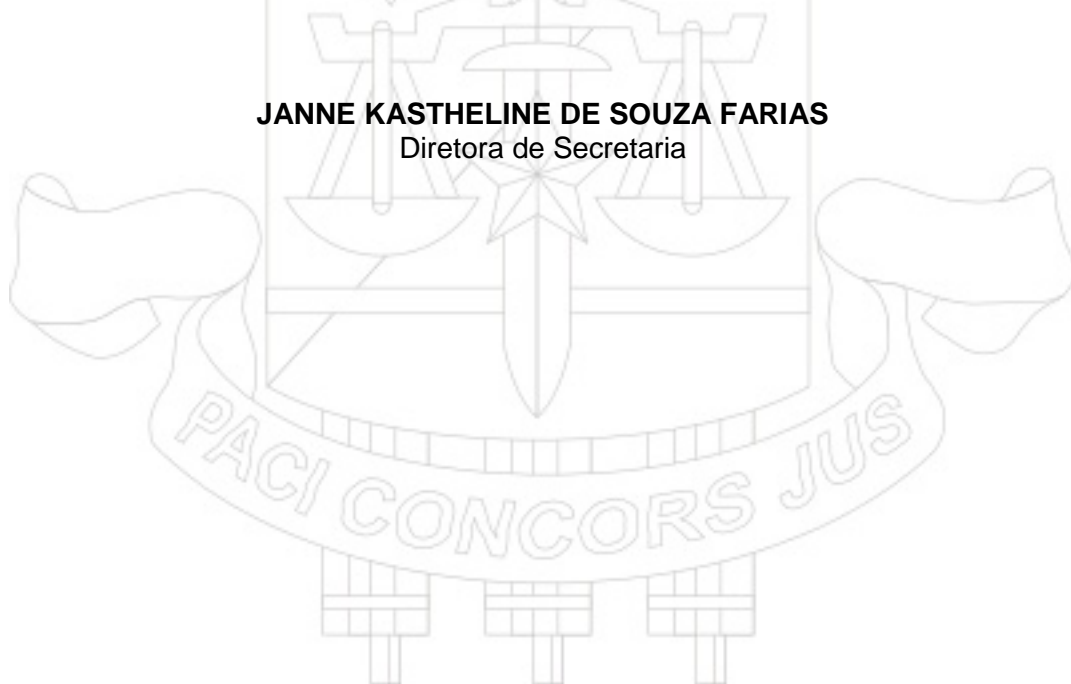 JANNE KASTHELINE DE SOUZA FARIAS
Diretora de Secretaria
PACI CONCORS JUS